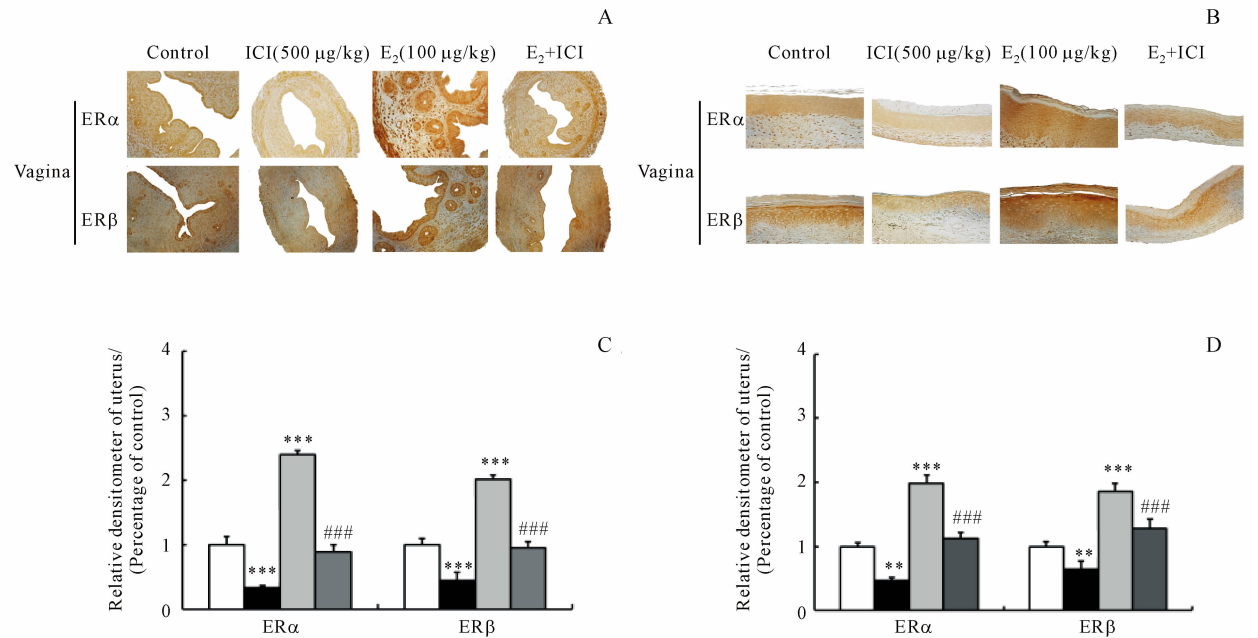 A
Control ICI(500 μg/kg) E₂(100 μg/kg) E₂+ICI
ERα
Vagina
ERβ
B
Control ICI(500 μg/kg) E₂(100 μg/kg) E₂+ICI
ERα
Vagina
ERβ
C
Relative densitometer of uterus/
(Percentage of control)
4
3
2
1
0
***
***
###
***
***
###
ERα ERβ
D
Relative densitometer of uterus/
(Percentage of control)
4
3
2
1
0
**
***
###
**
***
###
ERα ERβ